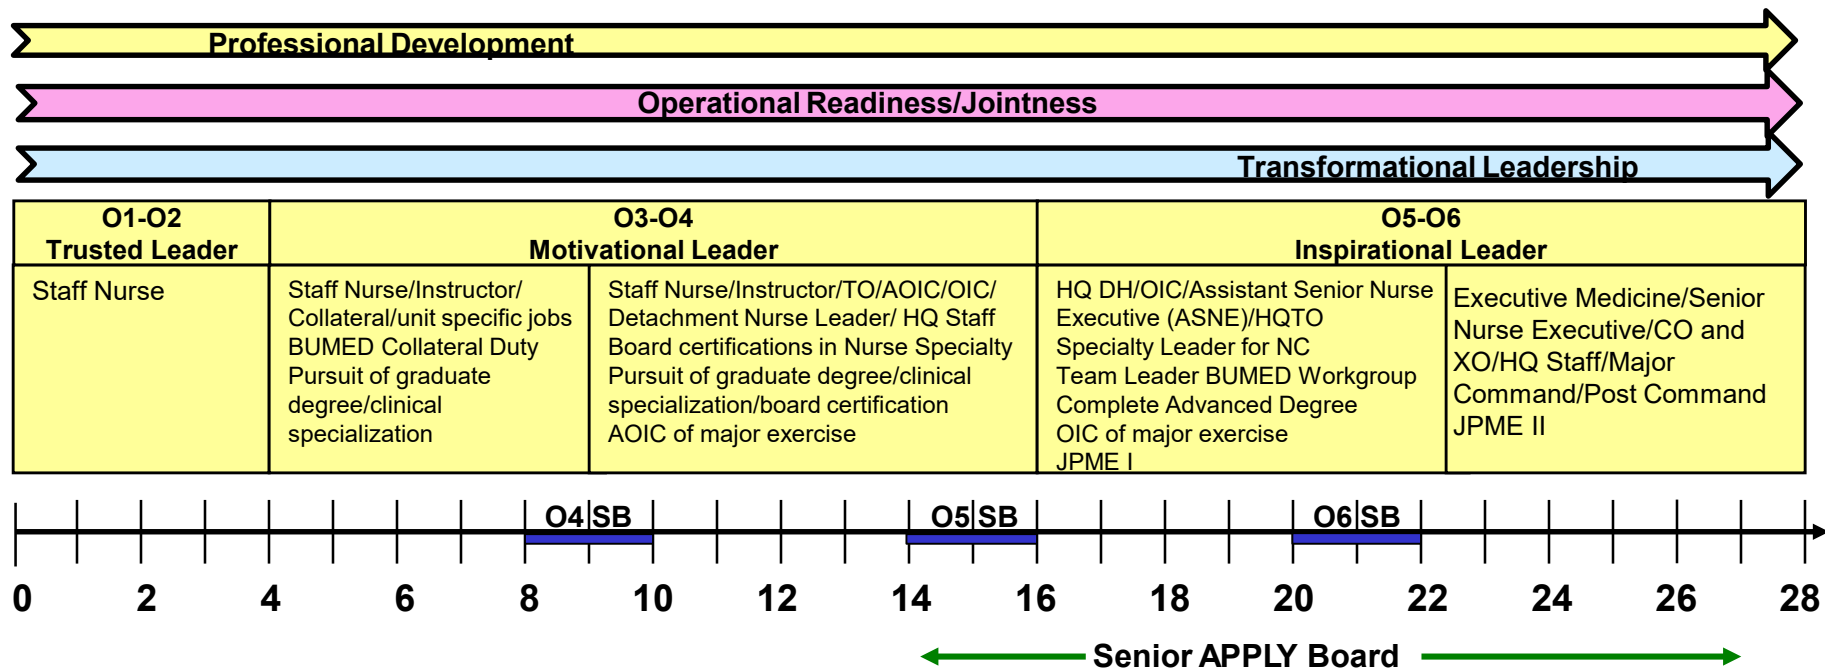 Professional Development
Operational Readiness/Jointness
Transformational Leadership
O1-O2
Trusted Leader
O3-O4
Motivational Leader
O5-O6
Inspirational Leader
Staff Nurse
Staff Nurse/Instructor/
Collateral/unit specific jobs
BUMED Collateral Duty
Pursuit of graduate
degree/clinical
specialization
Staff Nurse/Instructor/TO/AOIC/OIC/
Detachment Nurse Leader/ HQ Staff
Board certifications in Nurse Specialty
Pursuit of graduate degree/clinical
specialization/board certification
AOIC of major exercise
HQ DH/OIC/Assistant Senior Nurse
Executive (ASNE)/HQTO
Specialty Leader for NC
Team Leader BUMED Workgroup
Complete Advanced Degree
OIC of major exercise
JPME I
Executive Medicine/Senior
Nurse Executive/CO and
XO/HQ Staff/Major
Command/Post Command
JPME II
O4 SB O5 SB O6 SB
0 2 4 6 8 10 12 14 16 18 20 22 24 26 28
Senior APPLY Board